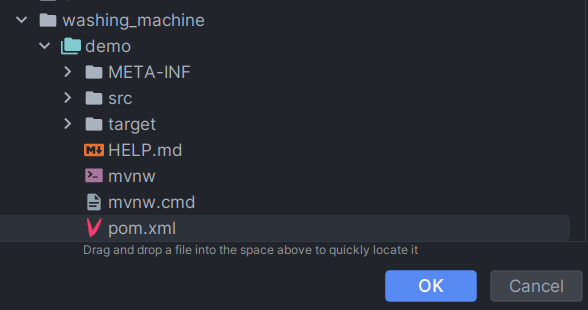 washing_machine
demo
META-INF
src
target
HELP.md
mvnw
mvnw.cmd
pom.xml
Drag and drop a file into the space above to quickly locate it
OK Cancel